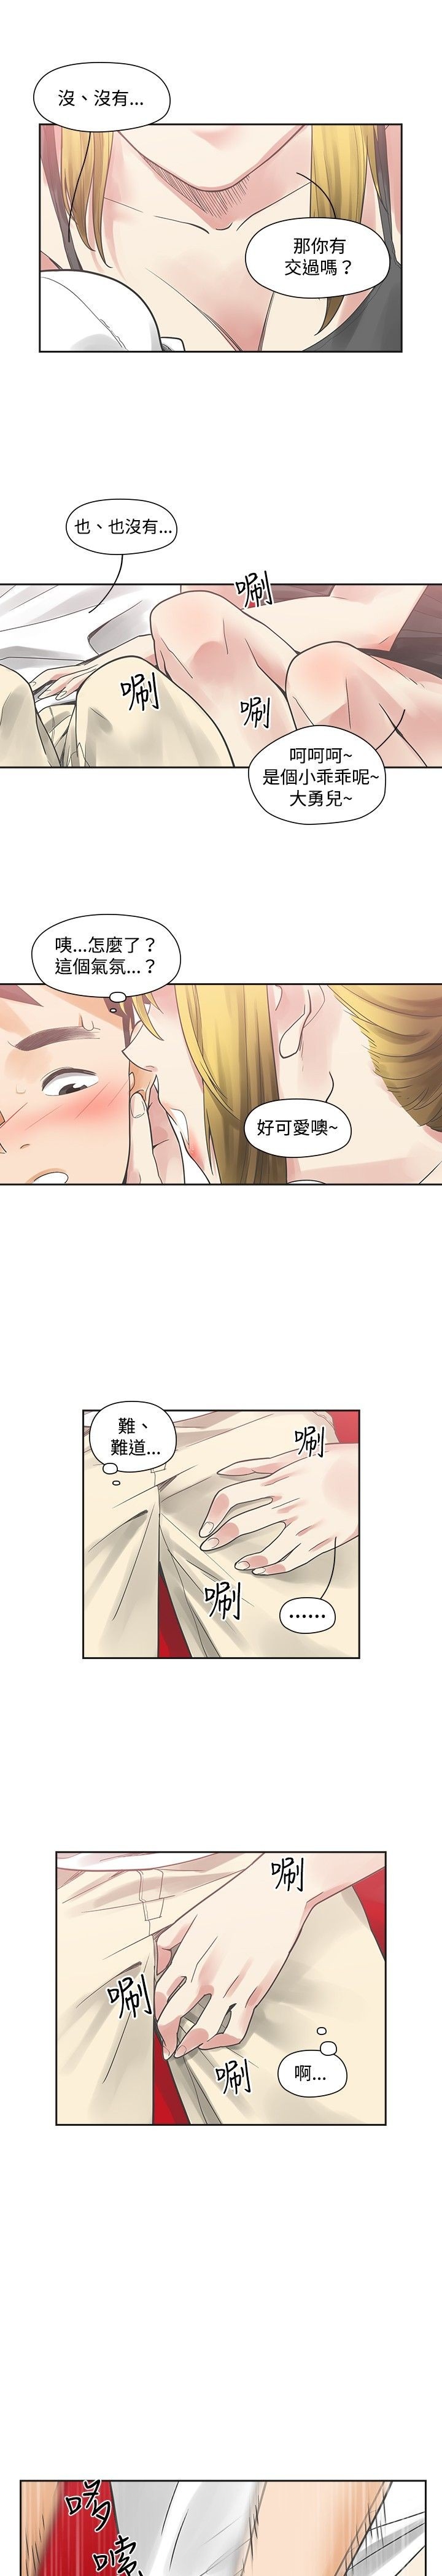 沒、沒有…
那你有
交過嗎？
也、也沒有…
唰
唰
唰
呵呵呵~
是個小乖乖呢~
大勇兒~
咦…怎麼了？
這個氣氛…？
好可愛噢~
難、
難道…
唰
唰
……
唰
唰
唰
啊…
哆
嗦